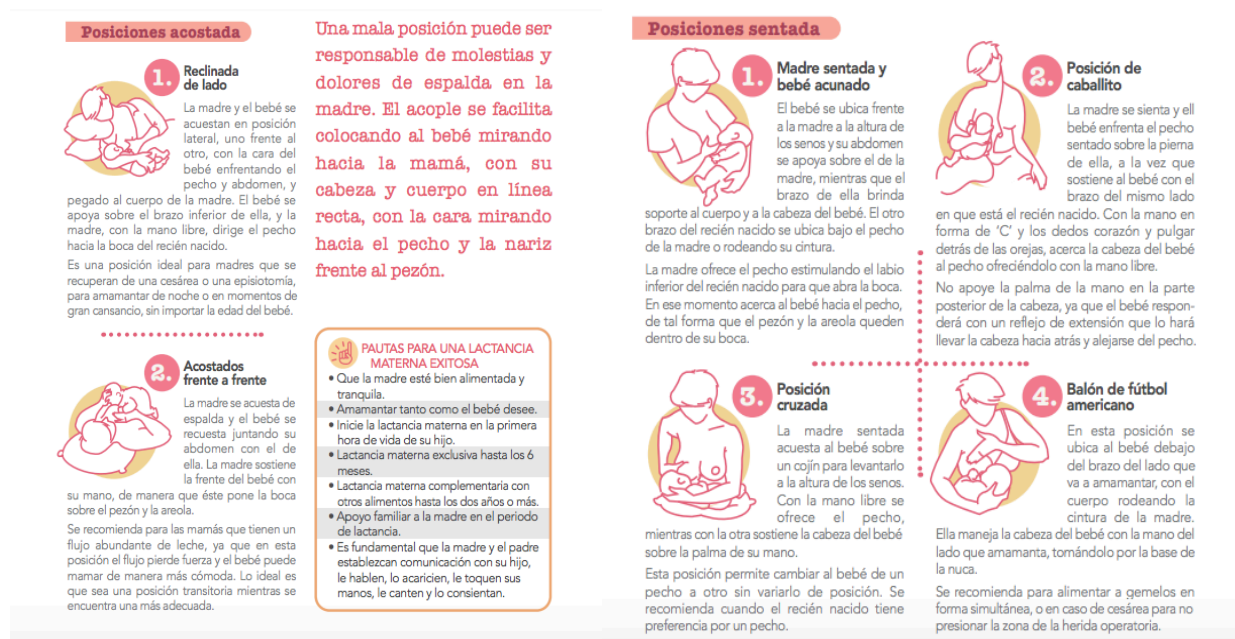 Posiciones acostada
1.
Reclinada
de lado
La madre y el bebé se
acuestan en posición
lateral, uno frente al
otro, con la cara del
bebé enfrentando el
pecho y abdomen, y
pegado al cuerpo de la madre. El bebé se
apoya sobre el brazo inferior de ella, y la
madre, con la mano libre, dirige el pecho
hacia la boca del recién nacido.
Es una posición ideal para madres que se
recuperan de una cesárea o una episiotomía,
para amamantar de noche o en momentos de
gran cansancio, sin importar la edad del bebé.
2.
Acostados
frente a frente
La madre se acuesta de
espalda y el bebé se
recuesta juntando su
abdomen con el de
ella. La madre sostiene
la frente del bebé con
su mano, de manera que éste pone la boca
sobre el pezón y la areola.
Se recomienda para las mamás que tienen un
flujo abundante de leche, ya que en esta
posición el flujo pierde fuerza y el bebé puede
mamar de manera más cómoda. Lo ideal es
que sea una posición transitoria mientras se
encuentra una más adecuada.
Una mala posición puede ser
responsable de molestias y
dolores de espalda en la
madre. El acople se facilita
colocando al bebé mirando
hacia la mamá, con su
cabeza y cuerpo en línea
recta, con la cara mirando
hacia el pecho y la nariz
frente al pezón.
PAUTAS PARA UNA LACTANCIA
MATERNA EXITOSA
• Que la madre esté bien alimentada y
tranquila.
• Amamantar tanto como el bebé desee.
• Inicie la lactancia materna en la primera
hora de vida de su hijo.
• Lactancia materna exclusiva hasta los 6
meses.
• Lactancia materna complementaria con
otros alimentos hasta los dos años o más.
• Apoyo familiar a la madre en el periodo
de lactancia.
• Es fundamental que la madre y el padre
establezcan comunicación con su hijo,
le hablen, lo acaricien, le toquen sus
manos, le canten y lo consientan.
Posiciones sentada
1.
Madre sentada y
bebé acunado
El bebé se ubica frente
a la madre a la altura de
los senos y su abdomen
se apoya sobre el de la
madre, mientras que el
brazo de ella brinda
soporte al cuerpo y a la cabeza del bebé. El otro
brazo del recién nacido se ubica bajo el pecho
de la madre o rodeando su cintura.
La madre ofrece el pecho estimulando el labio
inferior del recién nacido para que abra la boca.
En ese momento acerca al bebé hacia el pecho,
de tal forma que el pezón y la areola queden
dentro de su boca.
2.
Posición de
caballito
La madre se sienta y ell
bebé enfrenta el pecho
sentado sobre la pierna
de ella, a la vez que
sostiene al bebé con el
brazo del mismo lado
en que está el recién nacido. Con la mano en
forma de ‘C’ y los dedos corazón y pulgar
detrás de las orejas, acerca la cabeza del bebé
al pecho ofreciéndolo con la mano libre.
No apoye la palma de la mano en la parte
posterior de la cabeza, ya que el bebé respon-
derá con un reflejo de extensión que lo hará
llevar la cabeza hacia atrás y alejarse del pecho.
3.
Posición
cruzada
La madre sentada
acuesta al bebé sobre
un cojín para levantarlo
a la altura de los senos.
Con la mano libre se
ofrece el pecho,
mientras con la otra sostiene la cabeza del bebé
sobre la palma de su mano.
Esta posición permite cambiar al bebé de un
pecho a otro sin variarlo de posición. Se
recomienda cuando el recién nacido tiene
preferencia por un pecho.
4.
Balón de fútbol
americano
En esta posición se
ubica al bebé debajo
del brazo del lado que
va a amamantar, con el
cuerpo rodeando la
cintura de la madre.
Ella maneja la cabeza del bebé con la mano del
lado que amamanta, tomándolo por la base de
la nuca.
Se recomienda para alimentar a gemelos en
forma simultánea, o en caso de cesárea para no
presionar la zona de la herida operatoria.